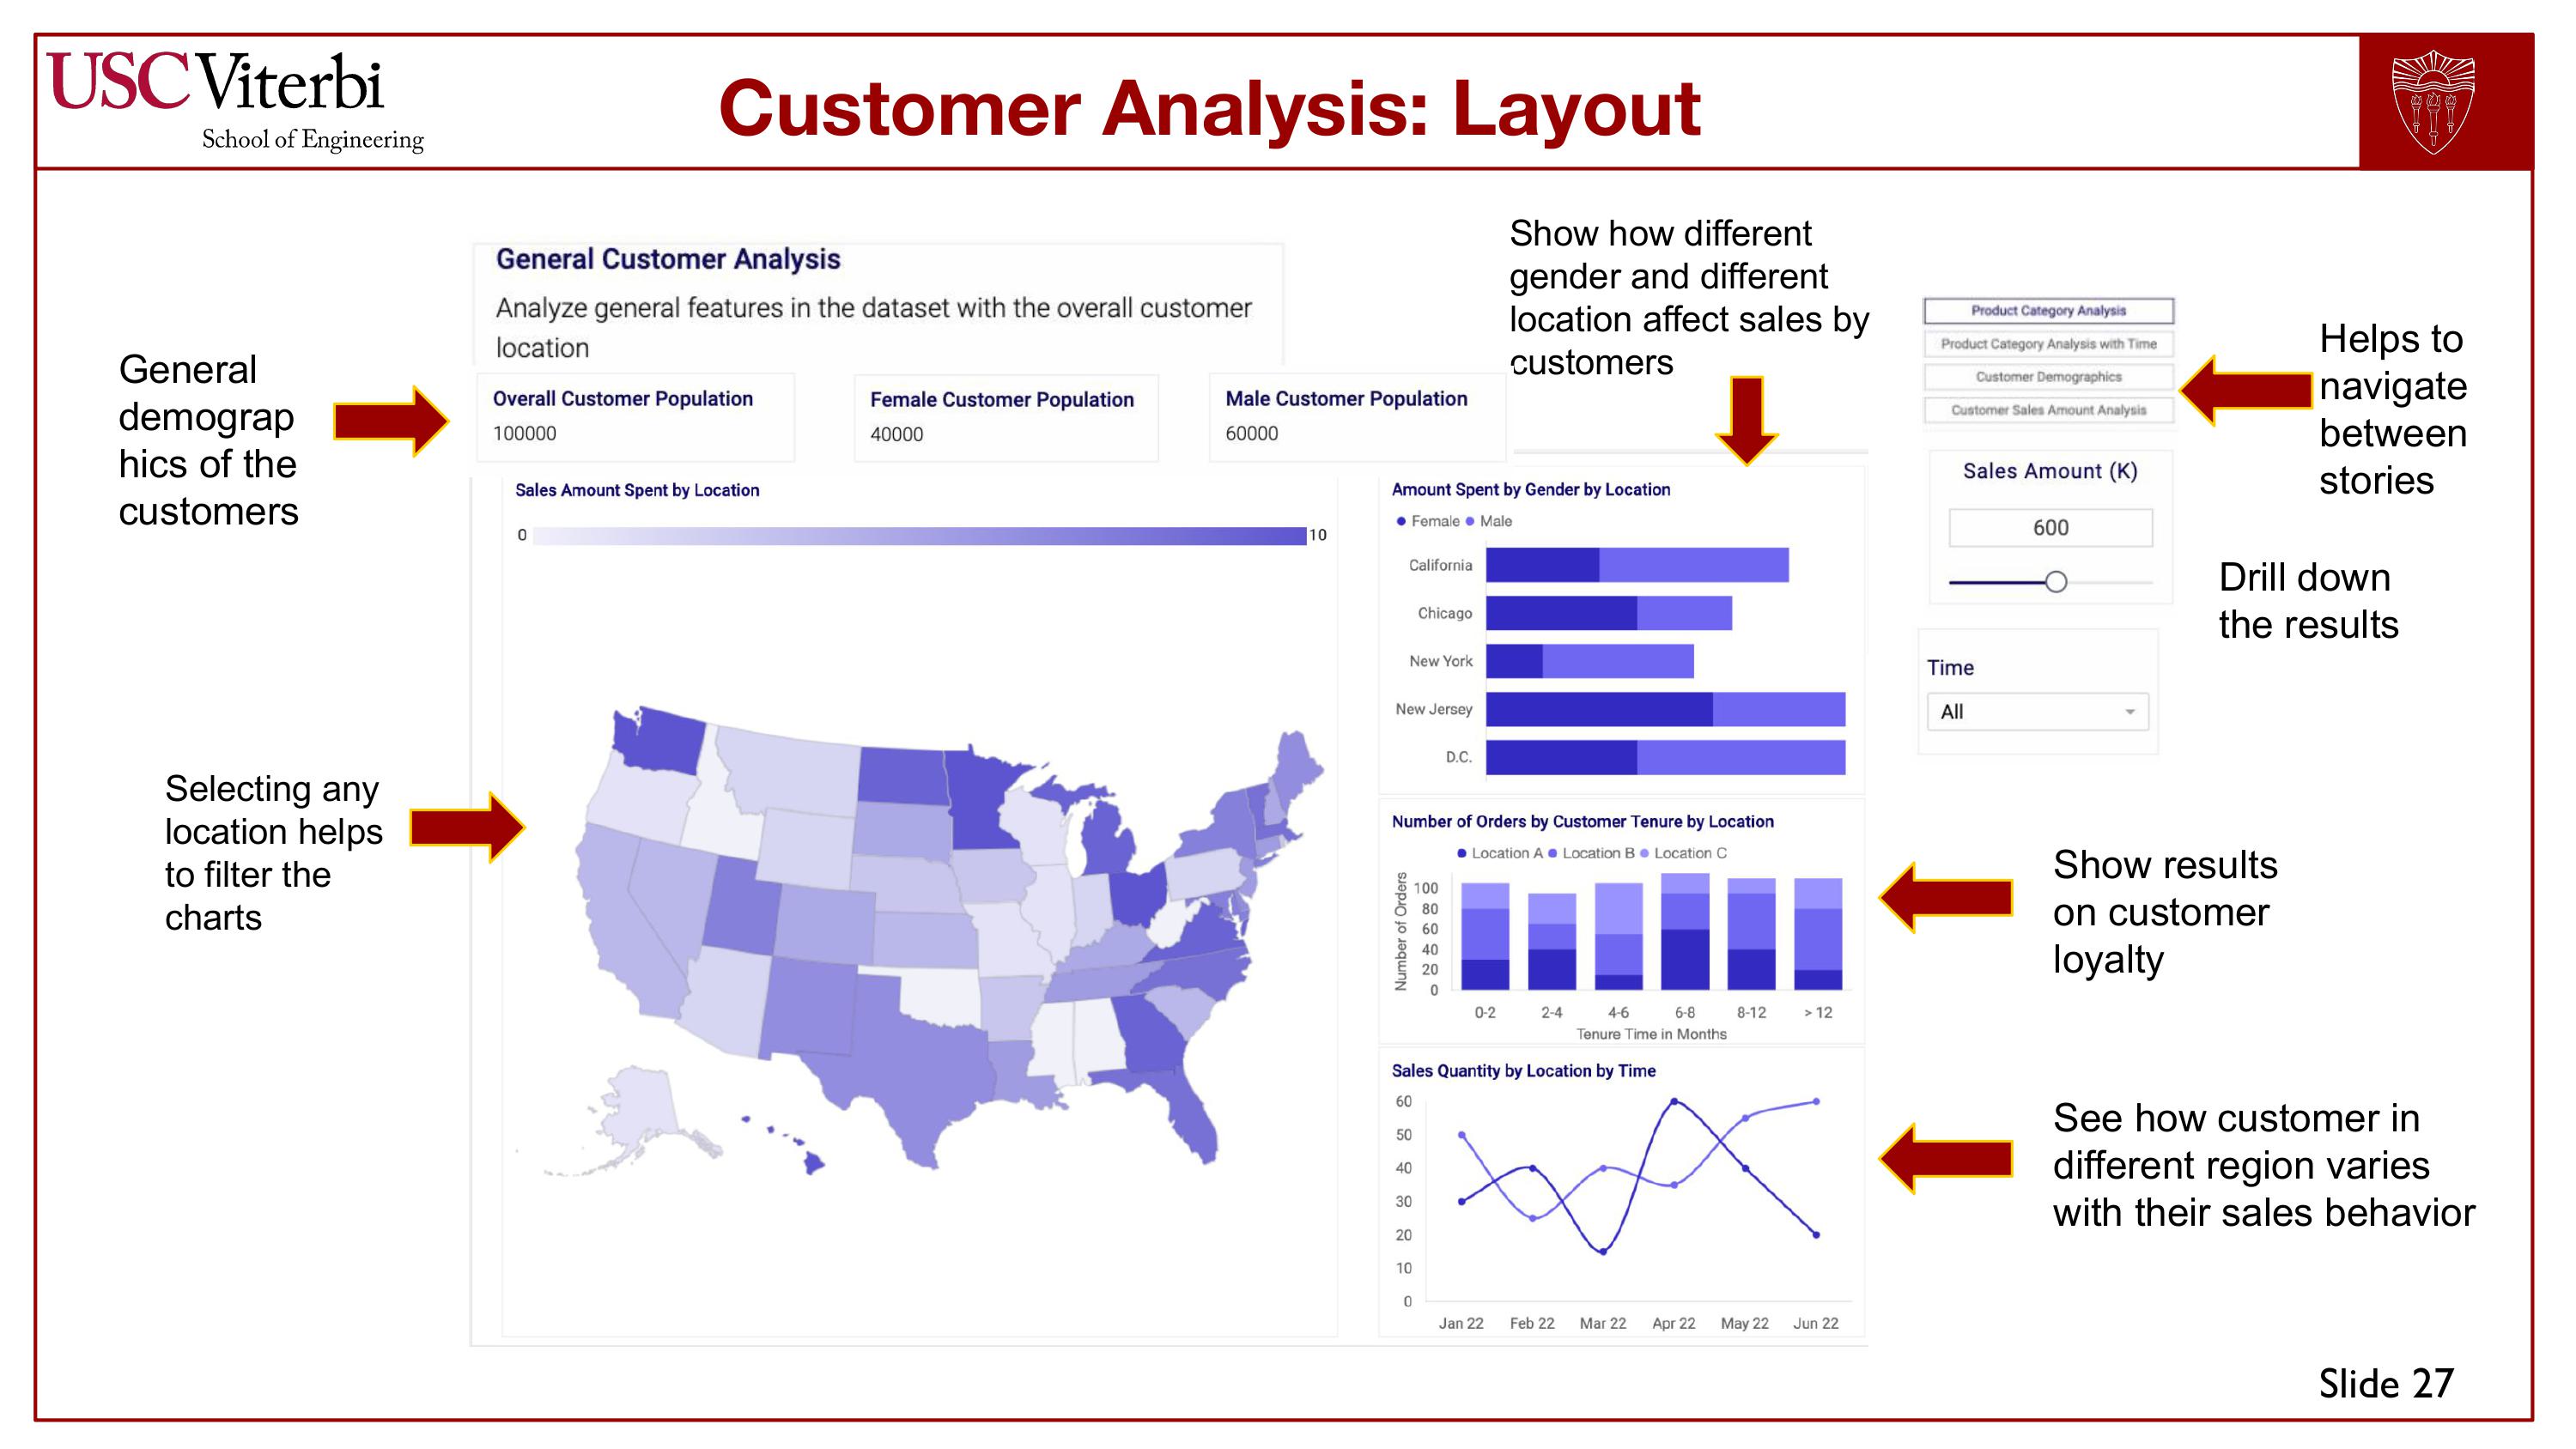 USC Viterbi
School of Engineering
Customer Analysis: Layout
General Customer Analysis
Analyze general features in the dataset with the overall customer
location
General
demograp
hics of the
customers
Overall Customer Population
100000
Female Customer Population
40000
Male Customer Population
60000
Show how different
gender and different
location affect sales by
customers
Product Category Analysis
Product Category Analysis with Time
Customer Demographics
Customer Sales Amount Analysis
Helps to
navigate
between
stories
Sales Amount (K)
600
Drill down
the results
Time
All
Selecting any
location helps
to filter the
charts
Sales Amount Spent by Location
0 10
Amount Spent by Gender by Location
Female Male
California
Chicago
New York
New Jersey
D.C.
Number of Orders by Customer Tenure by Location
Location A Location B Location C
Number of Orders
100
80
60
40
20
0
0-2 2-4 4-6 6-8 8-12 > 12
Tenure Time in Months
Show results
on customer
loyalty
Sales Quantity by Location by Time
60
50
40
30
20
10
0
Jan 22 Feb 22 Mar 22 Apr 22 May 22 Jun 22
See how customer in
different region varies
with their sales behavior
Slide 27